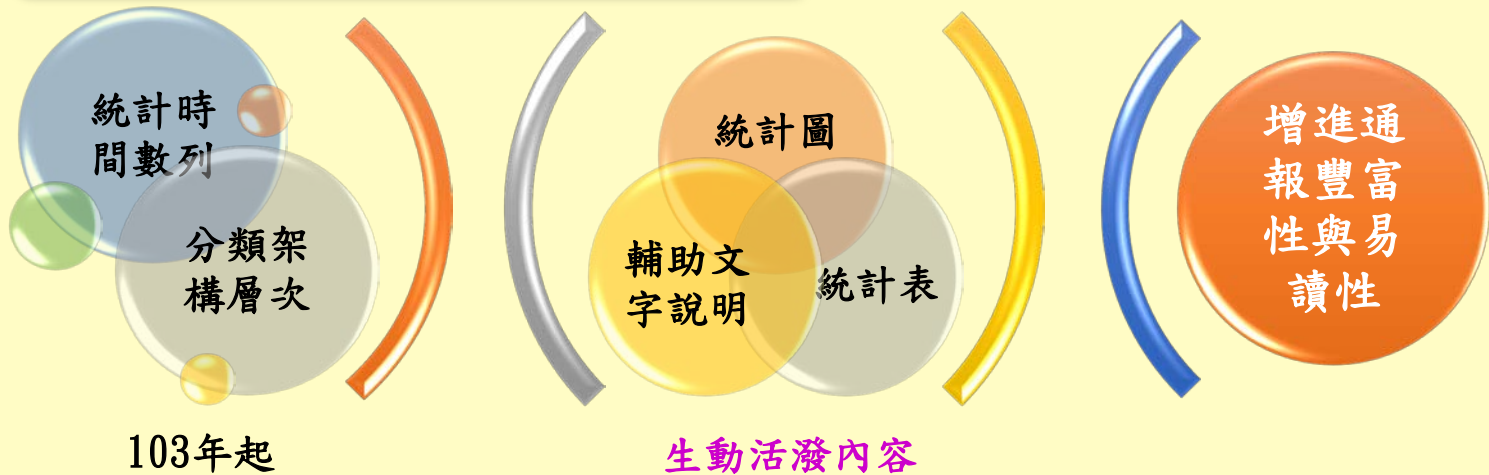 統計時
間數列
分類架
構層次
103年起
統計圖
輔助文
字說明
統計表
生動活潑內容
增進通
報豐富
性與易
讀性